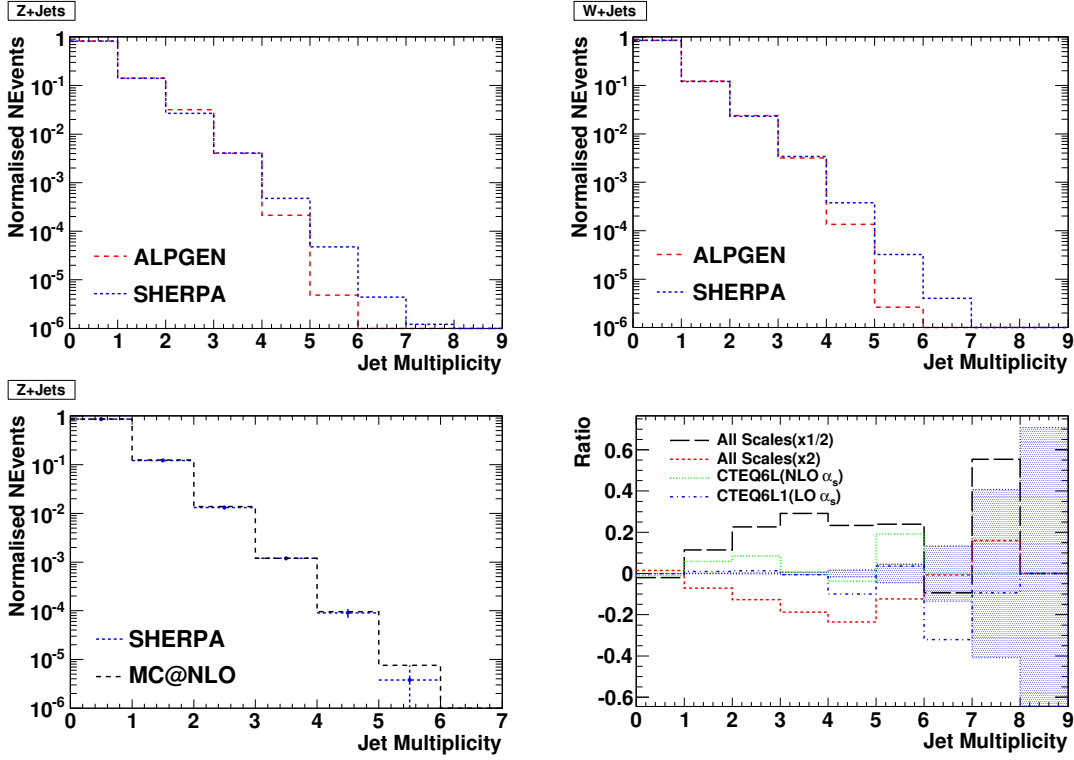 Z+Jets
Normalised NEvents
1
10-1
10-2
10-3
10-4
10-5
10-6
ALPGEN
SHERPA
0 1 2 3 4 5 6 7 8 9
Jet Multiplicity
W+Jets
Normalised NEvents
1
10-1
10-2
10-3
10-4
10-5
10-6
ALPGEN
SHERPA
0 1 2 3 4 5 6 7 8 9
Jet Multiplicity
Z+Jets
Normalised NEvents
1
10-1
10-2
10-3
10-4
10-5
10-6
SHERPA
MC@NLO
0 1 2 3 4 5 6 7
Jet Multiplicity
Ratio
All Scales(x1/2)
All Scales(x2)
CTEQ6L(NLO αs)
CTEQ6L1(LO αs)
0.6
0.4
0.2
0
-0.2
-0.4
-0.6
0 1 2 3 4 5 6 7 8 9
Jet Multiplicity